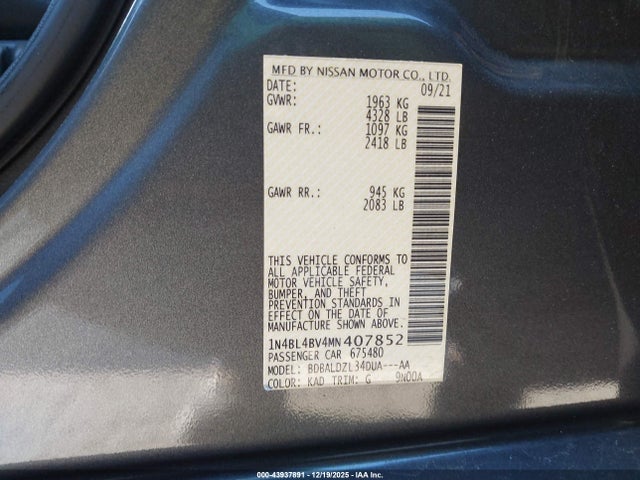 MFD BY NISSAN MOTOR CO., LTD.
DATE: 09/21
GVWR: 1963 KG
4328 LB
GAWR FR.: 1097 KG
2418 LB
GAWR RR.: 945 KG
2083 LB
THIS VEHICLE CONFORMS TO
ALL APPLICABLE FEDERAL
MOTOR VEHICLE SAFETY,
BUMPER, AND THEFT
PREVENTION STANDARDS IN
EFFECT ON THE DATE OF
MANUFACTURE SHOWN ABOVE.
1N4BL4BV4MN407852
PASSENGER CAR 675480
MODEL: BDBALDZL34DUA---AA
COLOR: KAD TRIM: G 9N00A
000-43937891 - 12/19/2025 - IAA Inc.